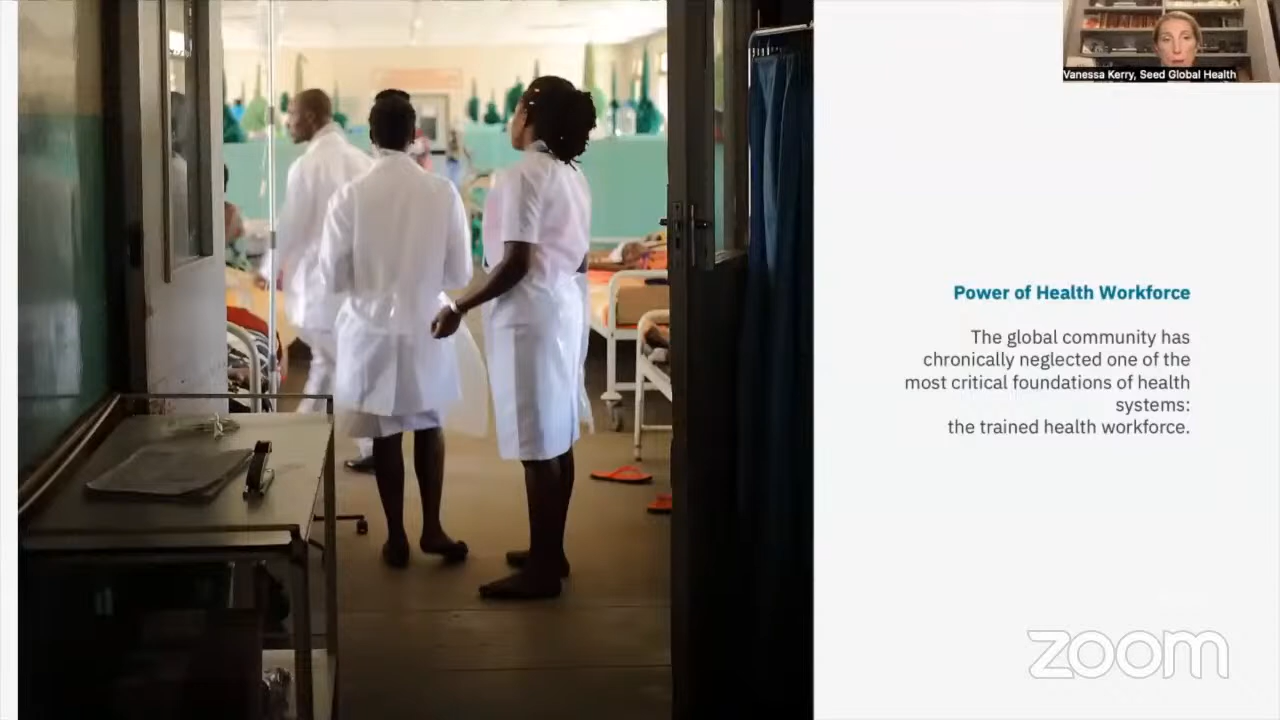 Vanessa Kerry, Seed Global Health
Power of Health Workforce
The global community has
chronically neglected one of the
most critical foundations of health
systems:
the trained health workforce.
zoom